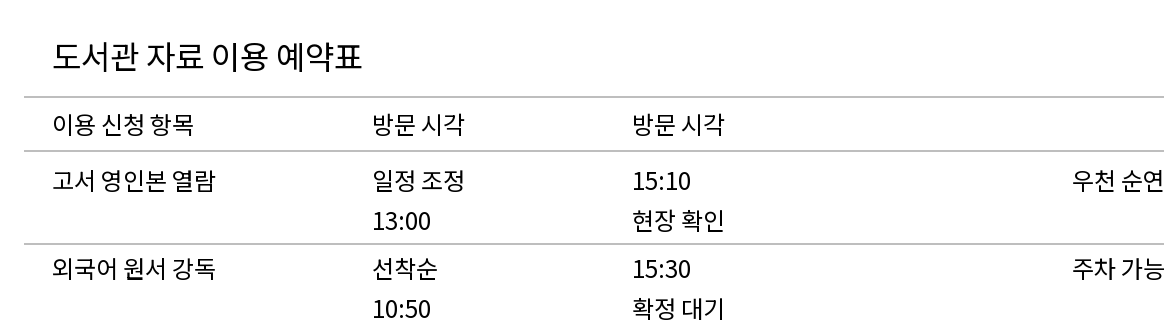 도서관 자료 이용 예약표
이용 신청 항목 방문 시각 방문 시각
고서 영인본 열람 일정 조정 15:10 우천 순연
13:00 현장 확인
외국어 원서 강독 선착순 15:30 주차 가능
10:50 확정 대기